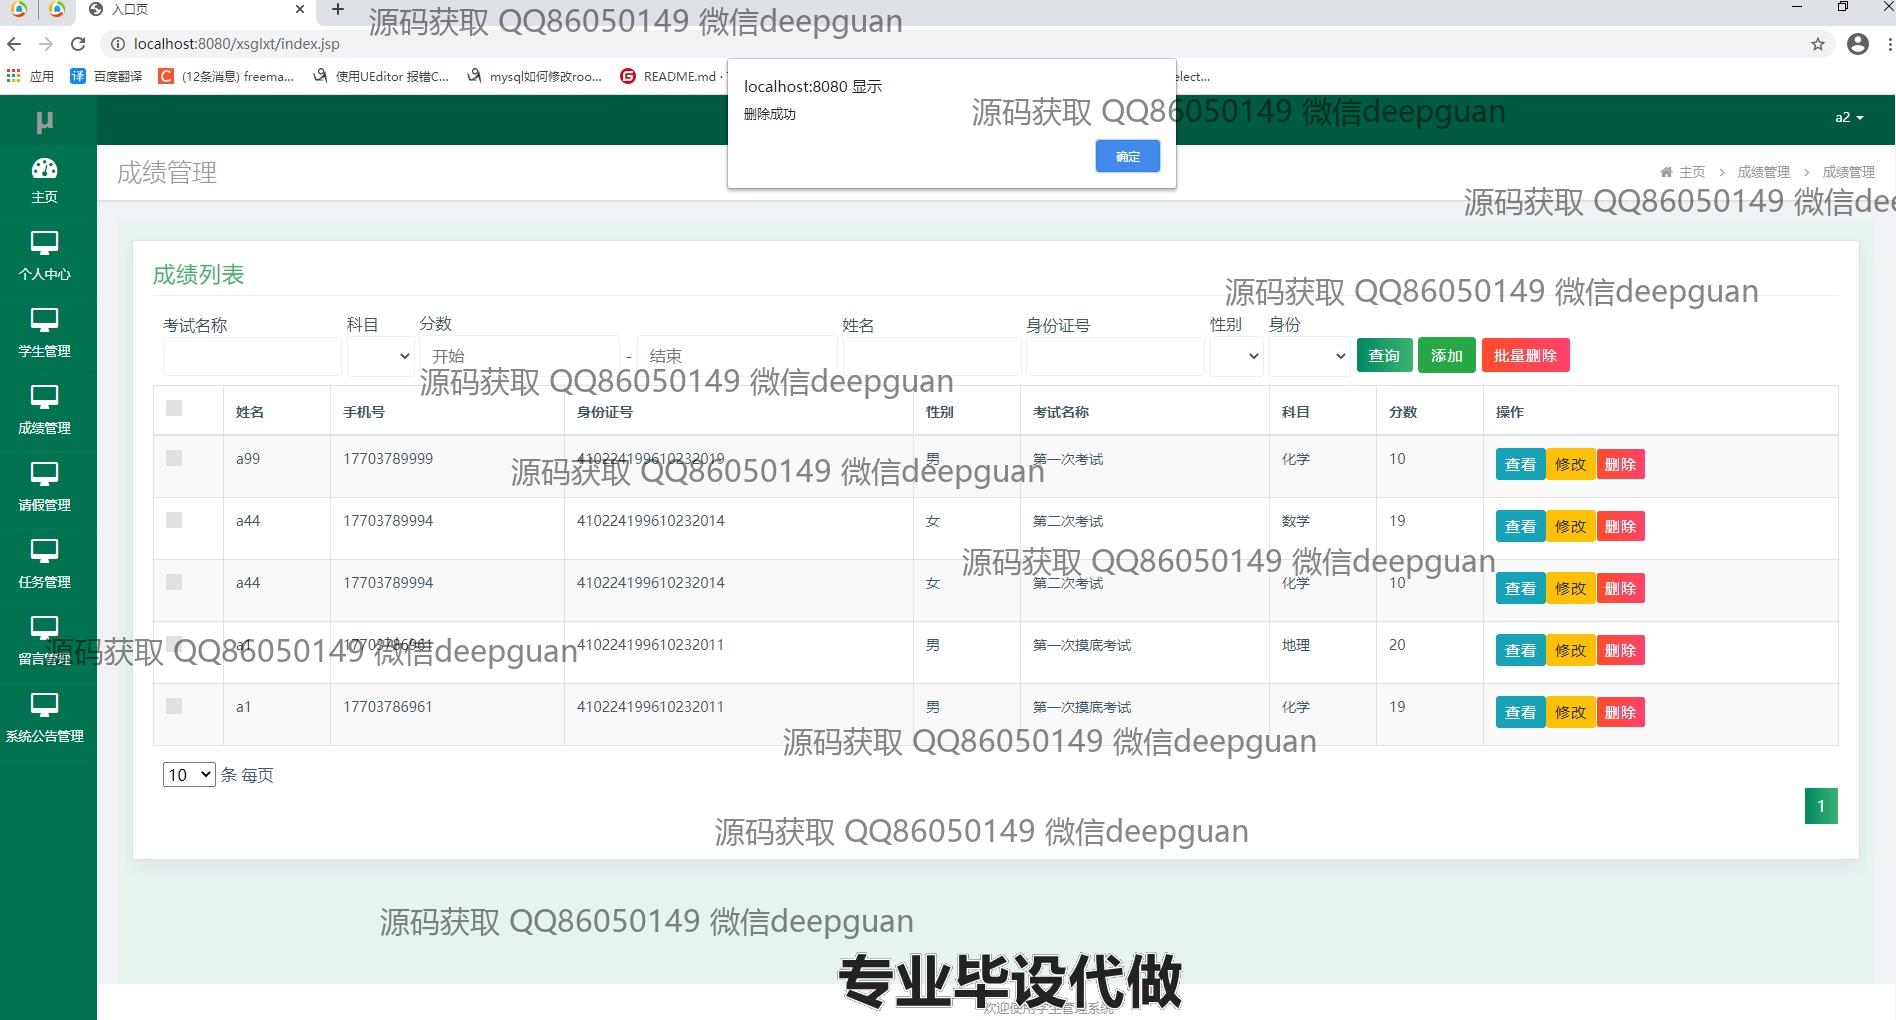 入口页
源码获取 QQ86050149 微信deepguan
localhost:8080/xsglxt/index.jsp
应用 百度翻译 (12条消息) freema... 使用UEditor 报错C... mysql如何修改roo... README.md · elect...
localhost:8080 显示
删除成功
源码获取 QQ86050149 微信deepguan
确定
μ
a2
主页
成绩管理
主页 > 成绩管理 > 成绩管理
源码获取 QQ86050149 微信dee
个人中心
成绩列表
源码获取 QQ86050149 微信deepguan
学生管理
考试名称 科目 分数 姓名 身份证号 性别 身份
开始 - 结束 查询 添加 批量删除
源码获取 QQ86050149 微信deepguan
成绩管理
姓名 手机号 身份证号 性别 考试名称 科目 分数 操作
a99 17703789999 410224199610232019 男 第一次考试 化学 10 查看 修改 删除
源码获取 QQ86050149 微信deepguan
请假管理
a44 17703789994 410224199610232014 女 第二次考试 数学 19 查看 修改 删除
源码获取 QQ86050149 微信deepguan
任务管理
a44 17703789994 410224199610232014 女 第二次考试 化学 10 查看 修改 删除
a1 17703786961 410224199610232011 男 第一次摸底考试 地理 20 查看 修改 删除
源码获取 QQ86050149 微信deepguan
留言管理
a1 17703786961 410224199610232011 男 第一次摸底考试 化学 19 查看 修改 删除
系统公告管理
源码获取 QQ86050149 微信deepguan
10 条 每页
1
源码获取 QQ86050149 微信deepguan
源码获取 QQ86050149 微信deepguan
专业毕设代做
欢迎使用学生管理系统